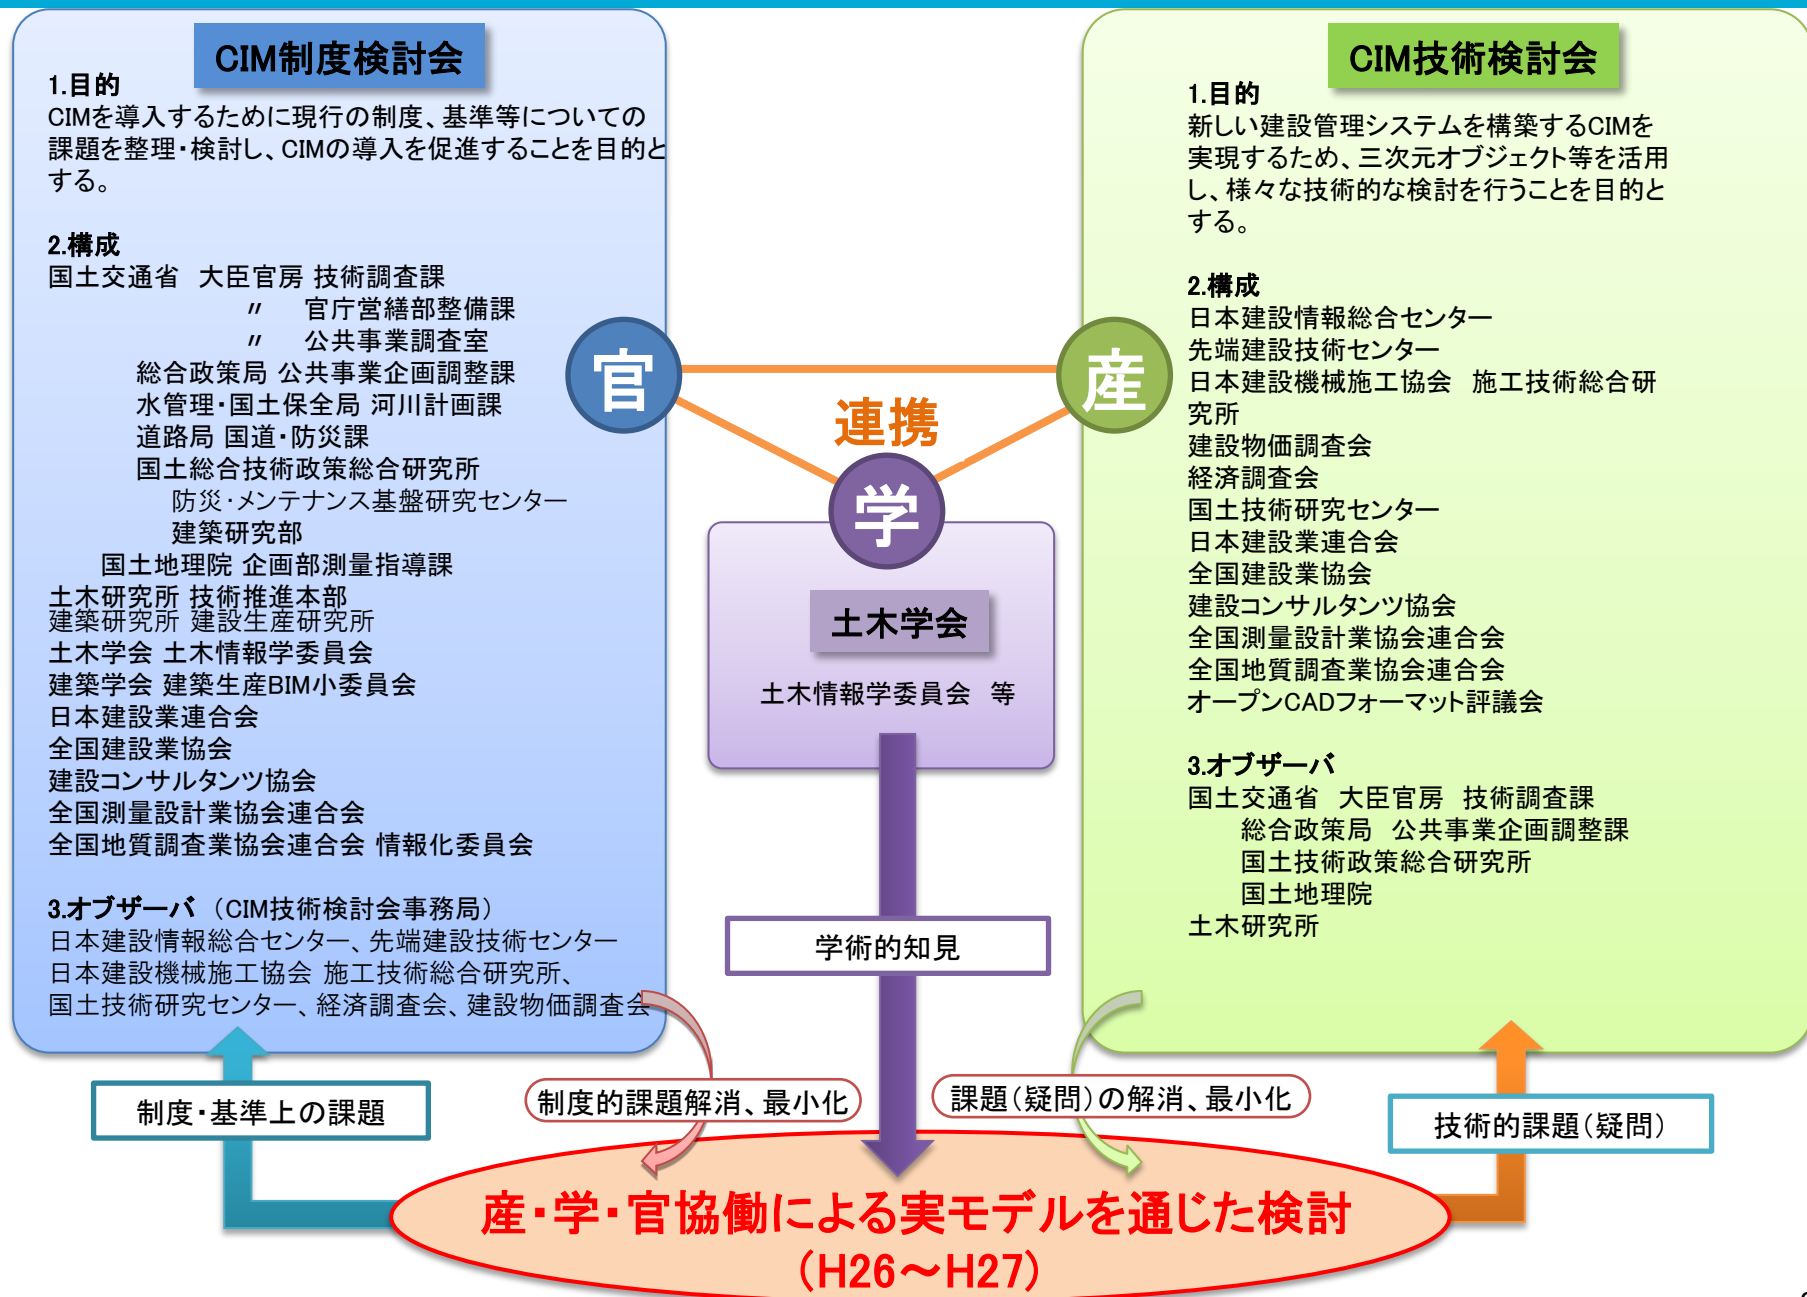 CIM制度検討会
1.目的
CIMを導入するために現行の制度、基準等についての
課題を整理・検討し、CIMの導入を促進することを目的と
する。
2.構成
国土交通省　大臣官房 技術調査課
〃　官庁営繕部整備課
〃　公共事業調査室
総合政策局 公共事業企画調整課
水管理・国土保全局 河川計画課
道路局 国道・防災課
国土総合技術政策総合研究所
防災・メンテナンス基盤研究センター
建築研究部
国土地理院 企画部測量指導課
土木研究所 技術推進本部
建築研究所 建設生産研究所
土木学会 土木情報学委員会
建築学会 建築生産BIM小委員会
日本建設業連合会
全国建設業協会
建設コンサルタンツ協会
全国測量設計業協会連合会
全国地質調査業協会連合会 情報化委員会
3.オブザーバ （CIM技術検討会事務局）
日本建設情報総合センター、先端建設技術センター
日本建設機械施工協会 施工技術総合研究所、
国土技術研究センター、経済調査会、建設物価調査会
官
産
連携
学
土木学会
土木情報学委員会　等
CIM技術検討会
1.目的
新しい建設管理システムを構築するCIMを
実現するため、三次元オブジェクト等を活用
し、様々な技術的な検討を行うことを目的と
する。
2.構成
日本建設情報総合センター
先端建設技術センター
日本建設機械施工協会　施工技術総合研
究所
建設物価調査会
経済調査会
国土技術研究センター
日本建設業連合会
全国建設業協会
建設コンサルタンツ協会
全国測量設計業協会連合会
全国地質調査業協会連合会
オープンCADフォーマット評議会
3.オブザーバ
国土交通省　大臣官房　技術調査課
総合政策局　公共事業企画調整課
国土技術政策総合研究所
国土地理院
土木研究所
学術的知見
制度・基準上の課題
制度的課題解消、最小化
課題（疑問）の解消、最小化
技術的課題（疑問）
産・学・官協働による実モデルを通じた検討
（H26～H27）